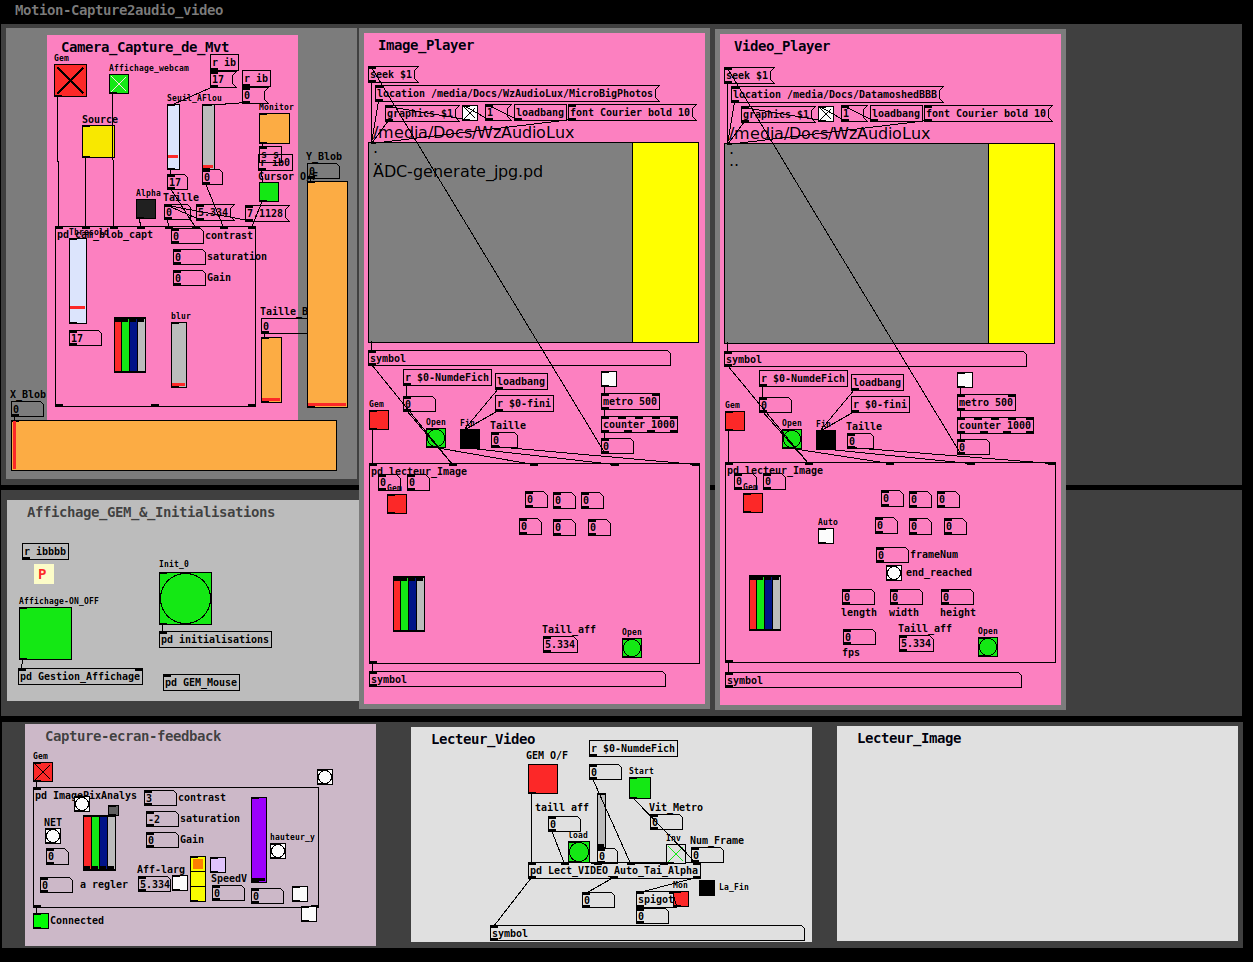 Motion-Capture2audio_video
Camera_Capture_de_Mvt
Gem
Affichage_webcam
r ib
17
r ib
0
Seuil_AFlou
Monitor
Source
r ib0
Y_Blob
0
17
0
Cursor O/F
Alpha
Taille
0
5.334
7.1128
pd Cam_blob_capt
Threshold
0
contrast
0
saturation
0
Gain
blur
17
Taille_B
0
X_Blob
0
Image_Player
seek $1
location /media/Docs/WzAudioLux/MicroBigPhotos
graphics $1
1
loadbang
font Courier bold 10
/media/Docs/WzAudioLux
.
..
ADC-generate_jpg.pd
symbol
r $0-NumdeFich
loadbang
0
r $0-fini
metro 500
Gem
Open
Fin
Taille
counter 1000
0
0
pd lecteur_Image
0
0
Gem
0
0
0
0
0
0
Taill_aff
5.334
Open
symbol
Video_Player
seek $1
location /media/Docs/DatamoshedBBB
graphics $1
1
loadbang
font Courier bold 10
/media/Docs/WzAudioLux
.
..
symbol
r $0-NumdeFich
loadbang
0
r $0-fini
metro 500
Gem
Open
Fin
Taille
counter 1000
0
0
pd lecteur_Image
0
0
Gem
0
0
0
Auto
0
0
0
0
frameNum
end_reached
0
0
0
length
width
height
0
fps
Taill_aff
5.334
Open
symbol
Affichage_GEM_&_Initialisations
r ibbbb
P
Init_0
Affichage-ON_OFF
pd initialisations
pd Gestion_Affichage
pd GEM_Mouse
Capture-ecran-feedback
Gem
pd ImagePixAnalys
3
contrast
-2
saturation
NET
0
Gain
hauteur_y
0
Aff-larg
0
a regler
5.334
SpeedV
0
0
Connected
Lecteur_Video
GEM O/F
r $0-NumdeFich
0
Start
taill aff
0
Vit_Metro
0
load
0
Inv
Num_Frame
0
pd Lect_VIDEO_Auto_Tai_Alpha
0
spigot
Mon
La_Fin
0
symbol
Lecteur_Image